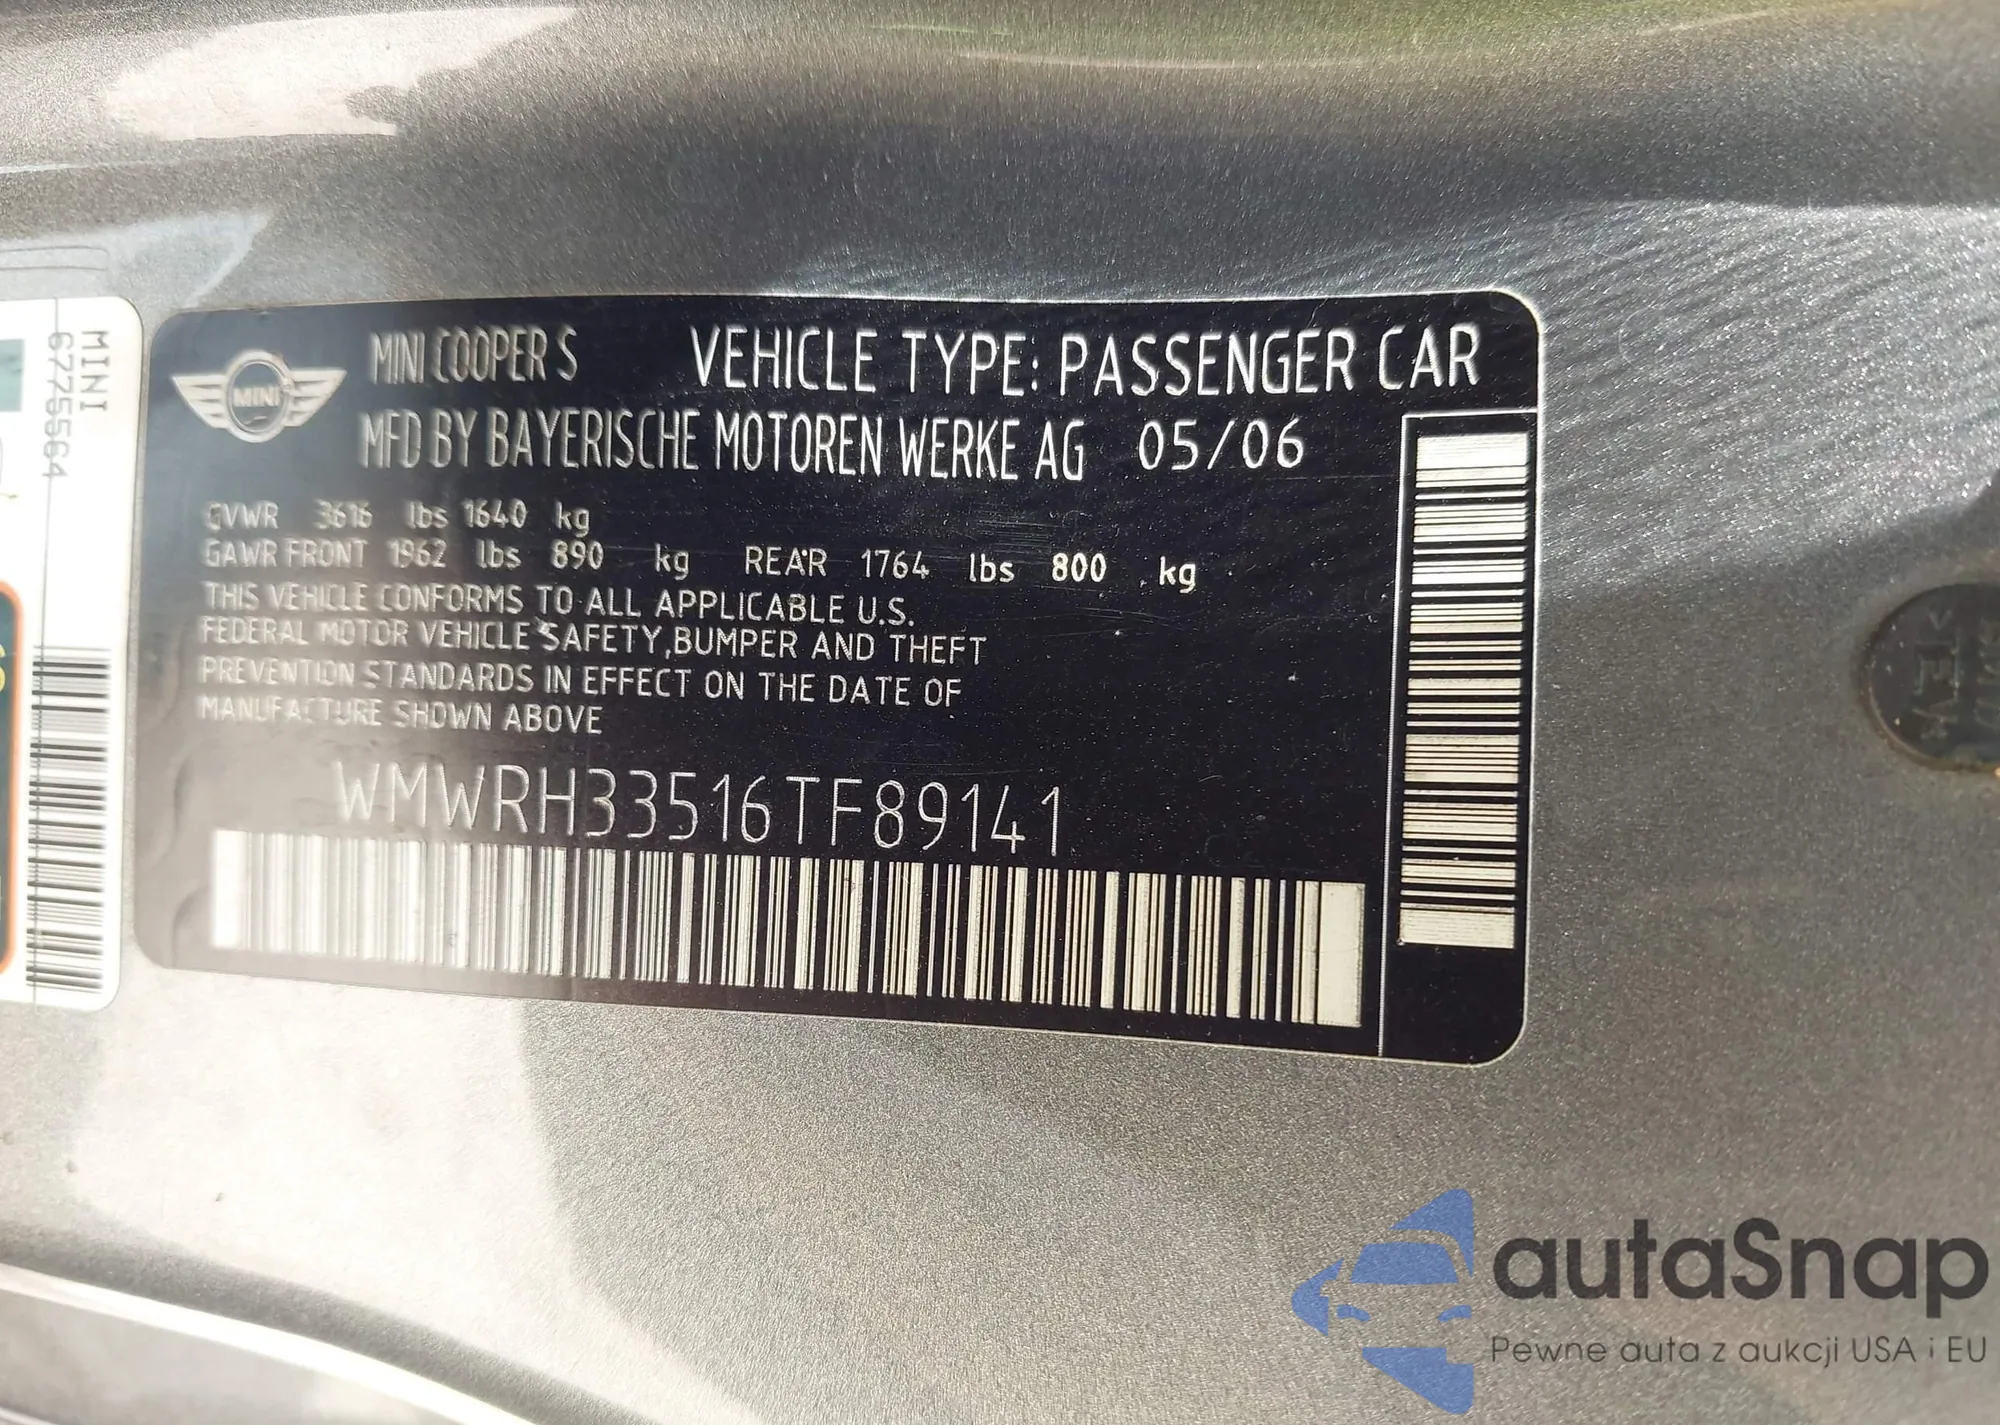 MINI
6775564
MINI
MINI COOPER S VEHICLE TYPE: PASSENGER CAR
MFD BY BAYERISCHE MOTOREN WERKE AG 05/06
GVWR 3616 lbs 1640 kg
GAWR FRONT 1962 lbs 890 kg REAR 1764 lbs 800 kg
THIS VEHICLE CONFORMS TO ALL APPLICABLE U.S.
FEDERAL MOTOR VEHICLE SAFETY, BUMPER AND THEFT
PREVENTION STANDARDS IN EFFECT ON THE DATE OF
MANUFACTURE SHOWN ABOVE
WMWRH33516TF89141
autaSnap
Pewne auta z aukcji USA i EU